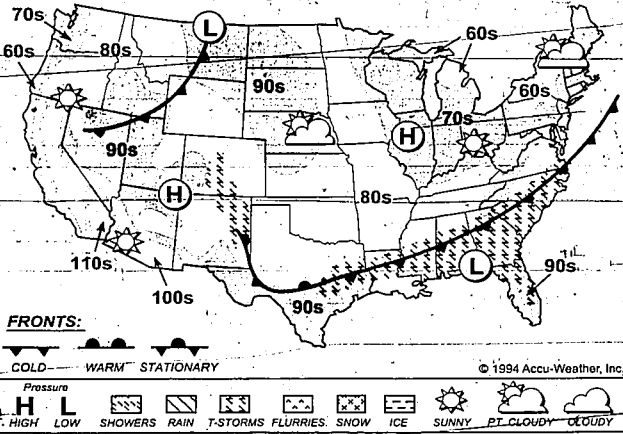 70s
L
60s
80s
60s
90s
60s
70s
90s
H
H
80s
110s
100s
90s
L
90s
FRONTS:
COLD WARM STATIONARY
© 1994 Accu-Weather, Inc.
Pressure
H L
HIGH LOW SHOWERS RAIN T-STORMS FLURRIES SNOW ICE SUNNY PT. CLOUDY CLOUDY